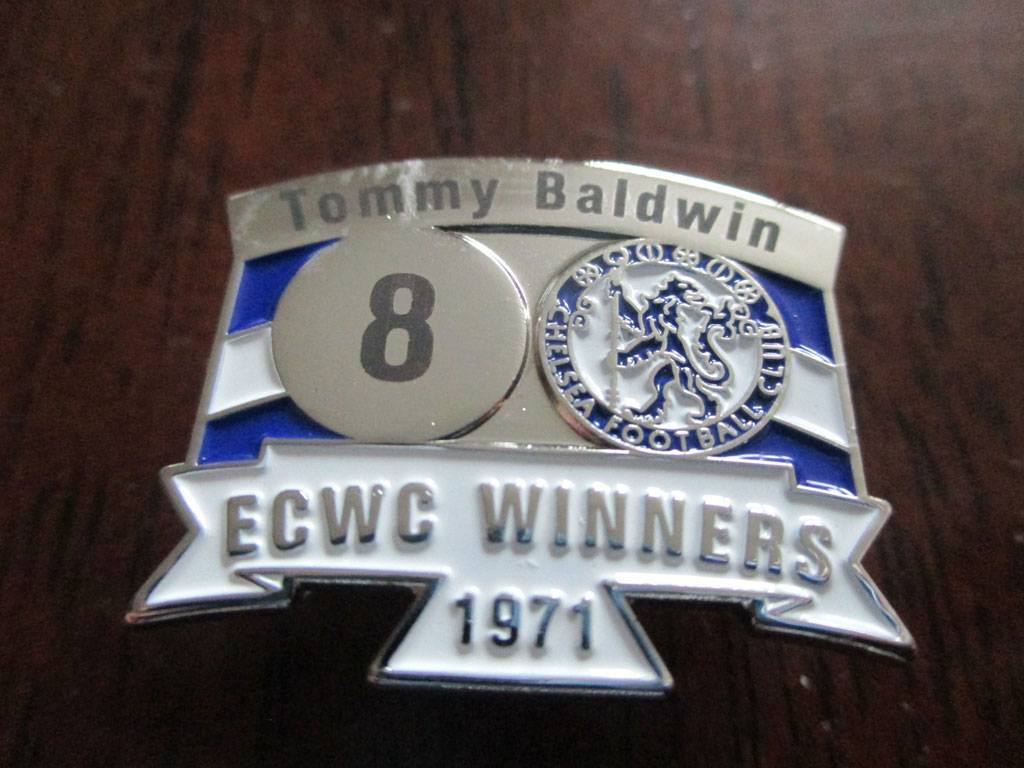 Tommy Baldwin
8
CHELSEA FOOTBALL CLUB
ECWC WINNERS
1971